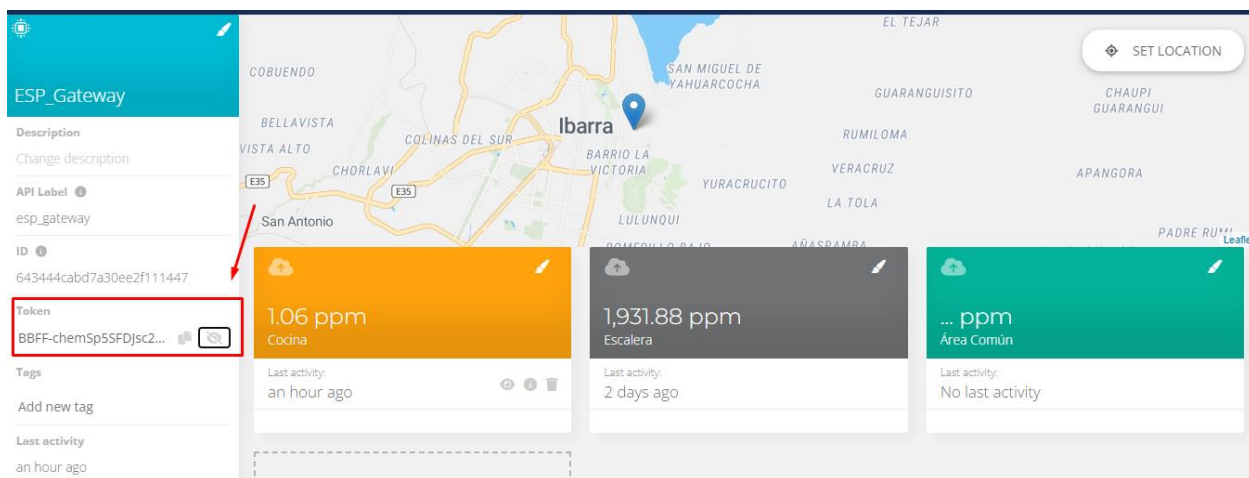 ESP_Gateway
Description
Change description
API Label
esp_gateway
ID
643444cabd7a30ee2f111447
Token
BBFF-chemSp5SFDJsc2...
Tags
Add new tag
Last activity
an hour ago
EL TEJAR
SET LOCATION
COBUENDO
SAN MIGUEL DE
YAHUARCOCHA
GUARANGUISITO
CHAUPI
GUARANGUI
BELLAVISTA
Ibarra
COLINAS DEL SUR
RUMILOMA
VISTA ALTO
BARRIO LA
VICTORIA
CHORLAVI
VERACRUZ
E35
E35
YURACRUCITO
APANGORA
LA TOLA
San Antonio
LULUNQUI
PADRE RUMI
Leafle
ROMERILLO BAJO
AÑASPAMBA
1.06 ppm
Cocina
Last activity:
an hour ago
1,931.88 ppm
Escalera
Last activity:
2 days ago
... ppm
Área Común
Last activity:
No last activity